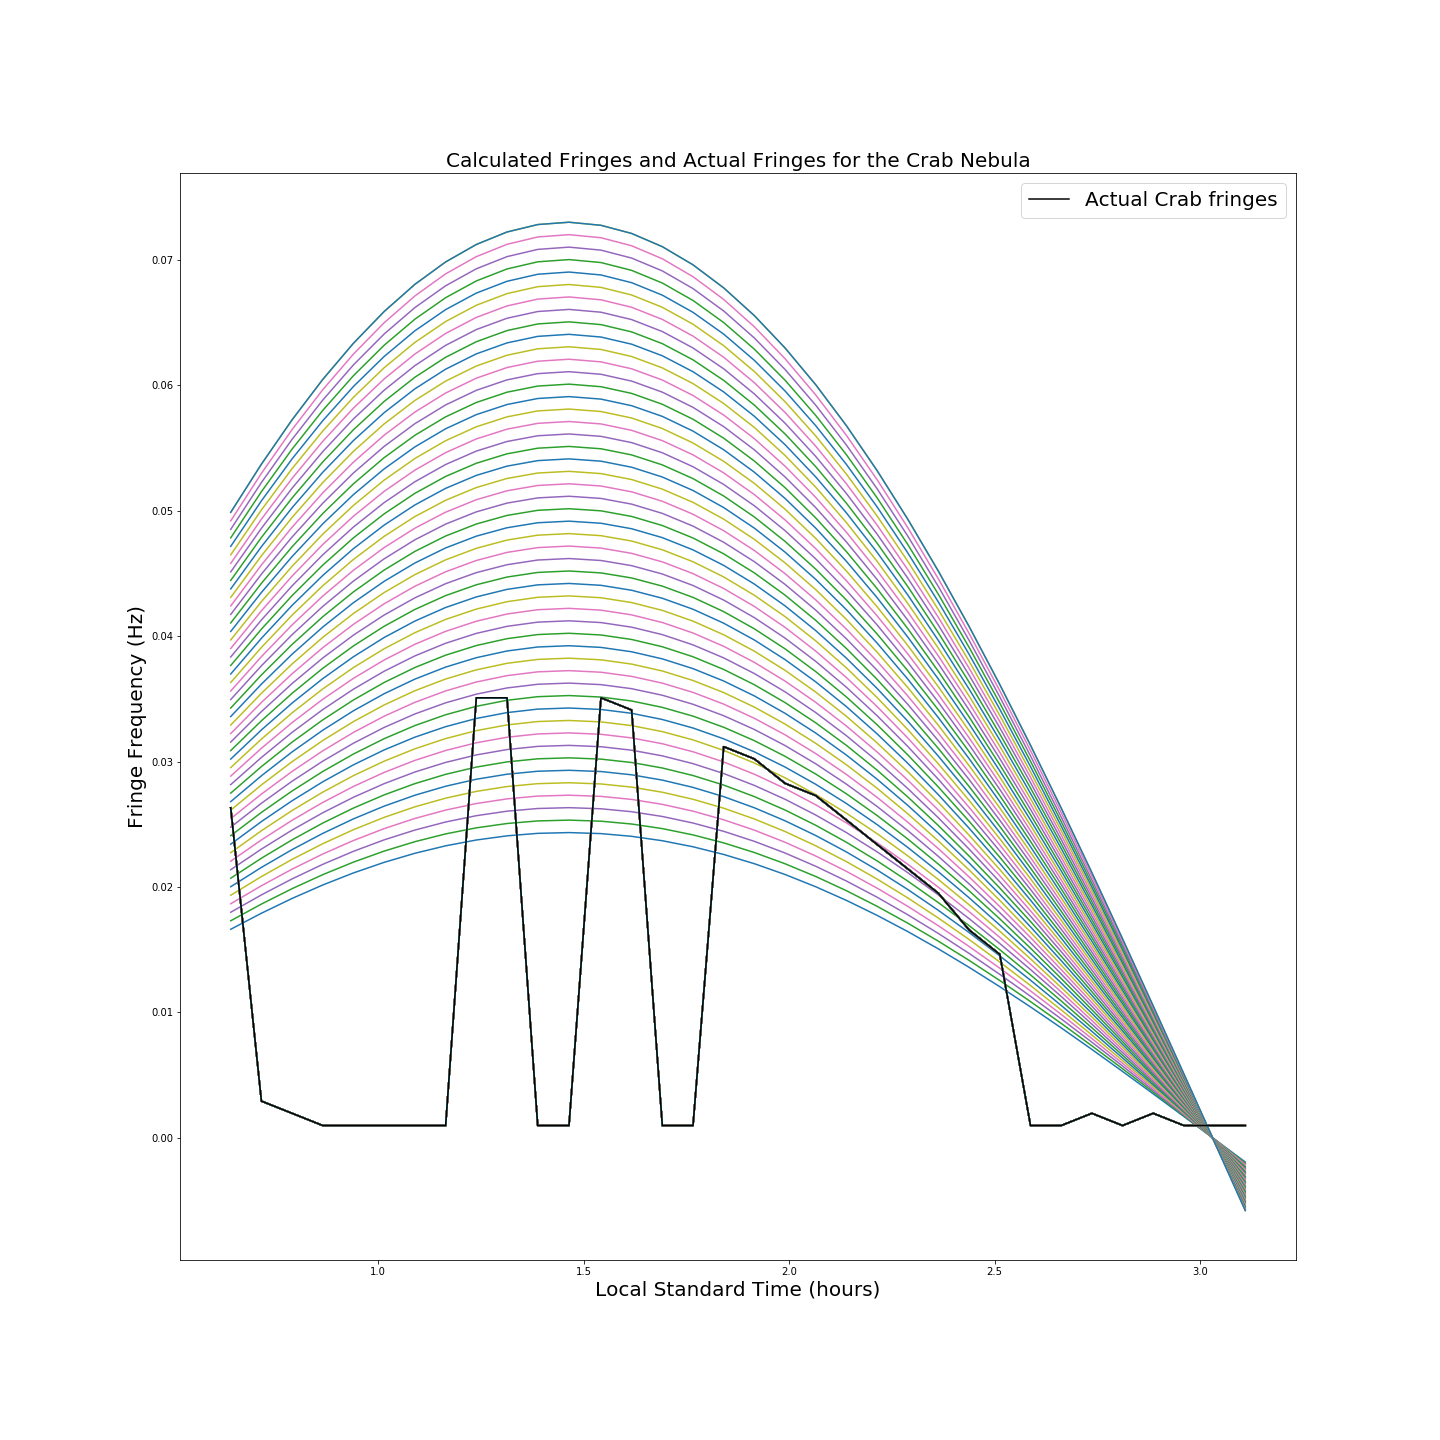 Calculated Fringes and Actual Fringes for the Crab Nebula
Actual Crab fringes
Fringe Frequency (Hz)
0.07
0.06
0.05
0.04
0.03
0.02
0.01
0.00
1.0 1.5 2.0 2.5 3.0
Local Standard Time (hours)